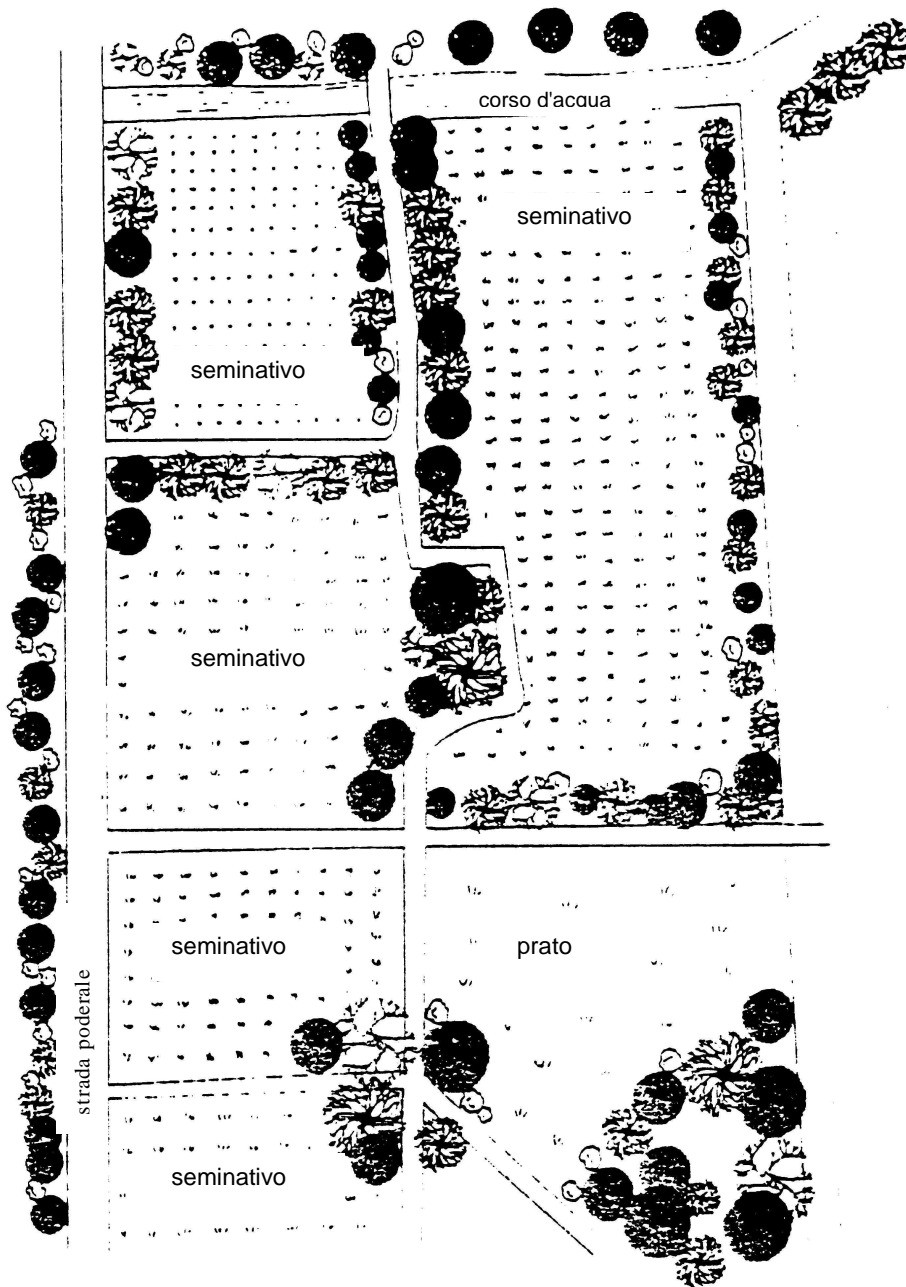 corso d'acqua
seminativo
seminativo
seminativo
seminativo
prato
strada poderale
seminativo